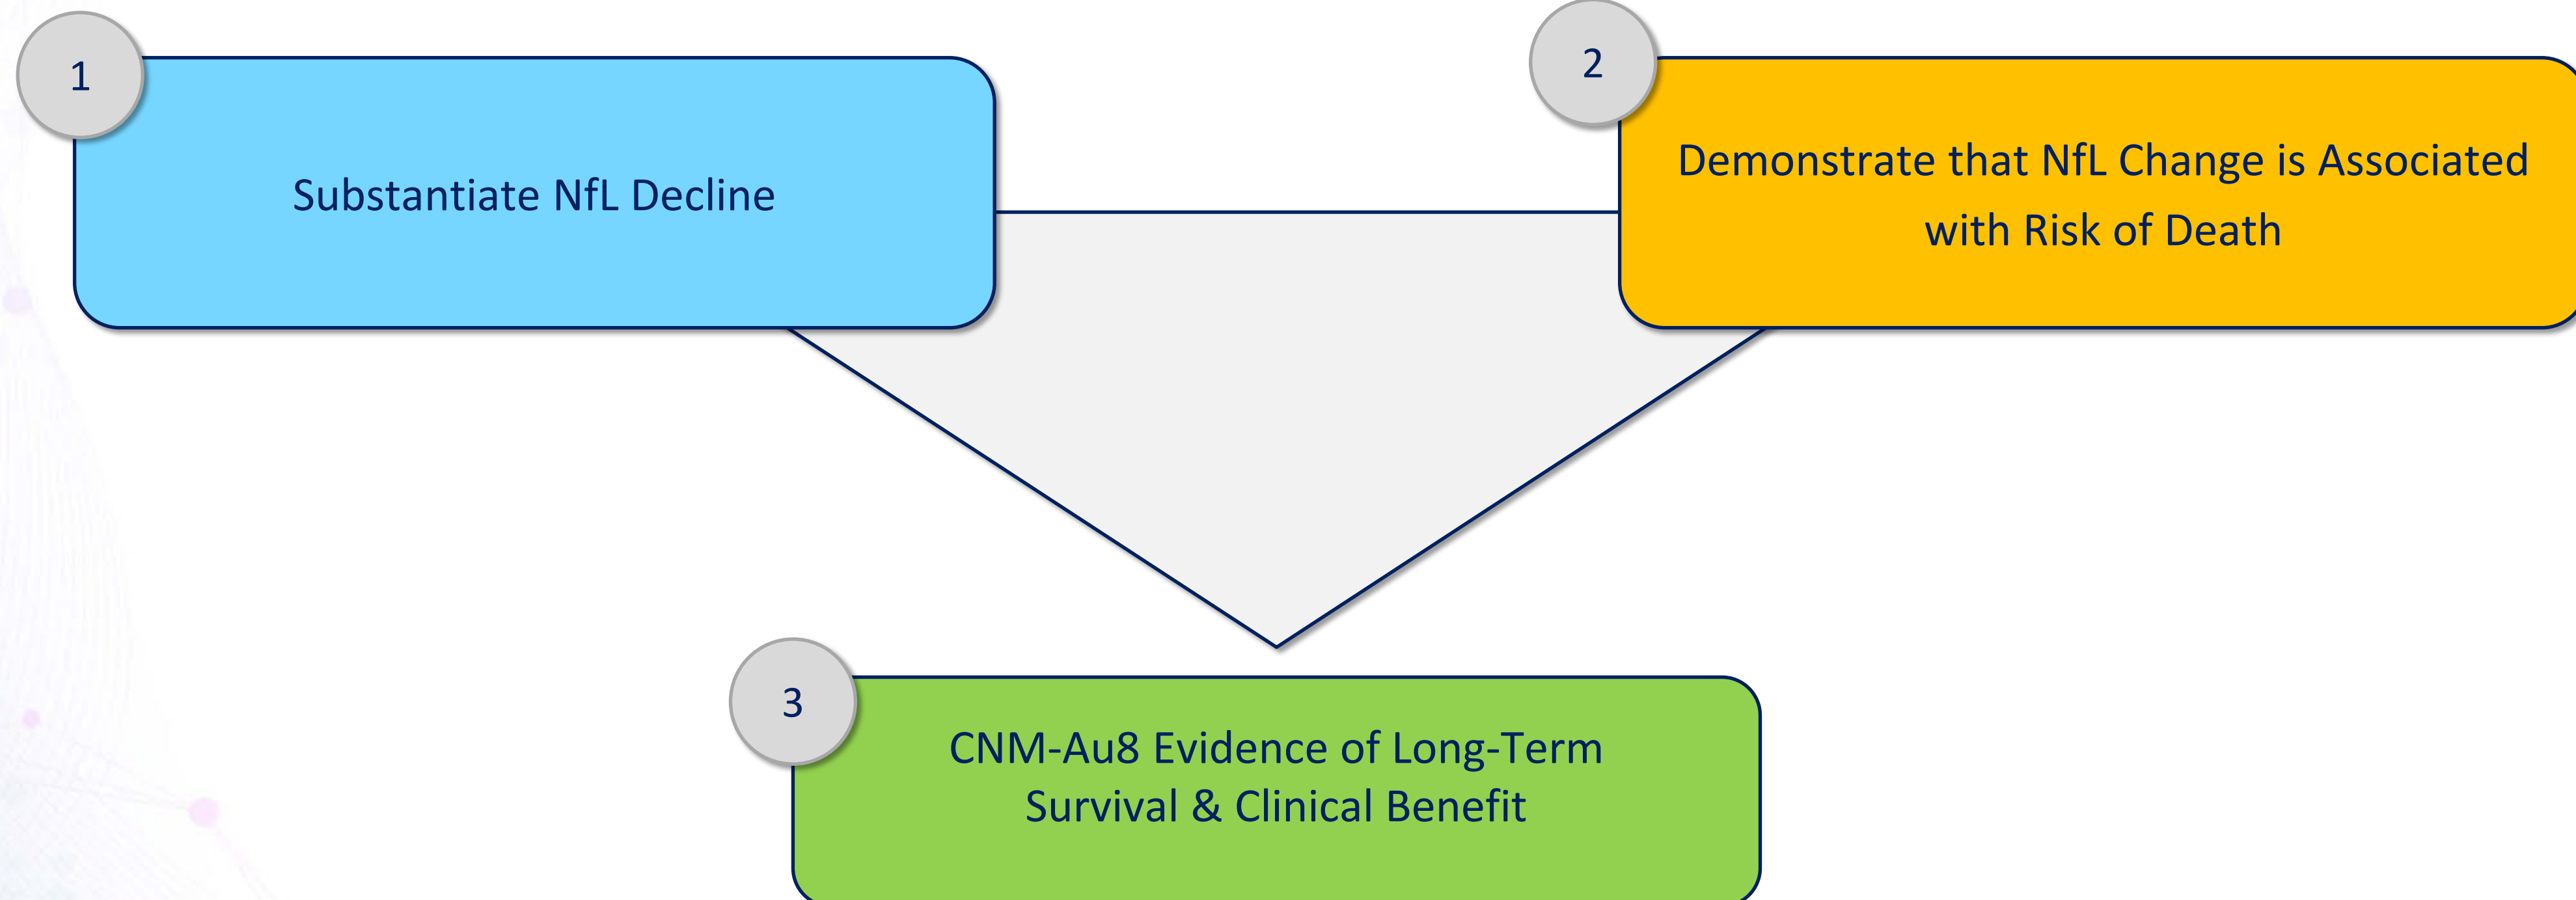 1
Substantiate NfL Decline
2
Demonstrate that NfL Change is Associated
with Risk of Death
3
CNM-Au8 Evidence of Long-Term
Survival & Clinical Benefit